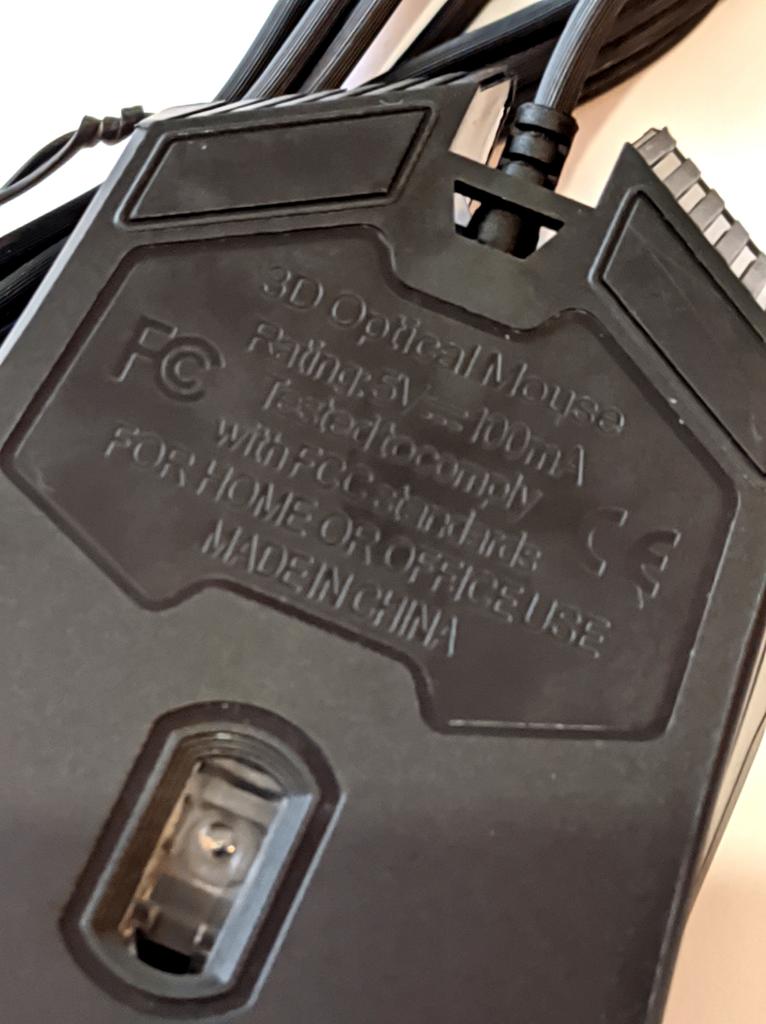 3D Optical Mouse
Rating: 5V ⎓ 100mA
FC Tested to comply
with FCC standards
FOR HOME OR OFFICE USE
MADE IN CHINA
CE